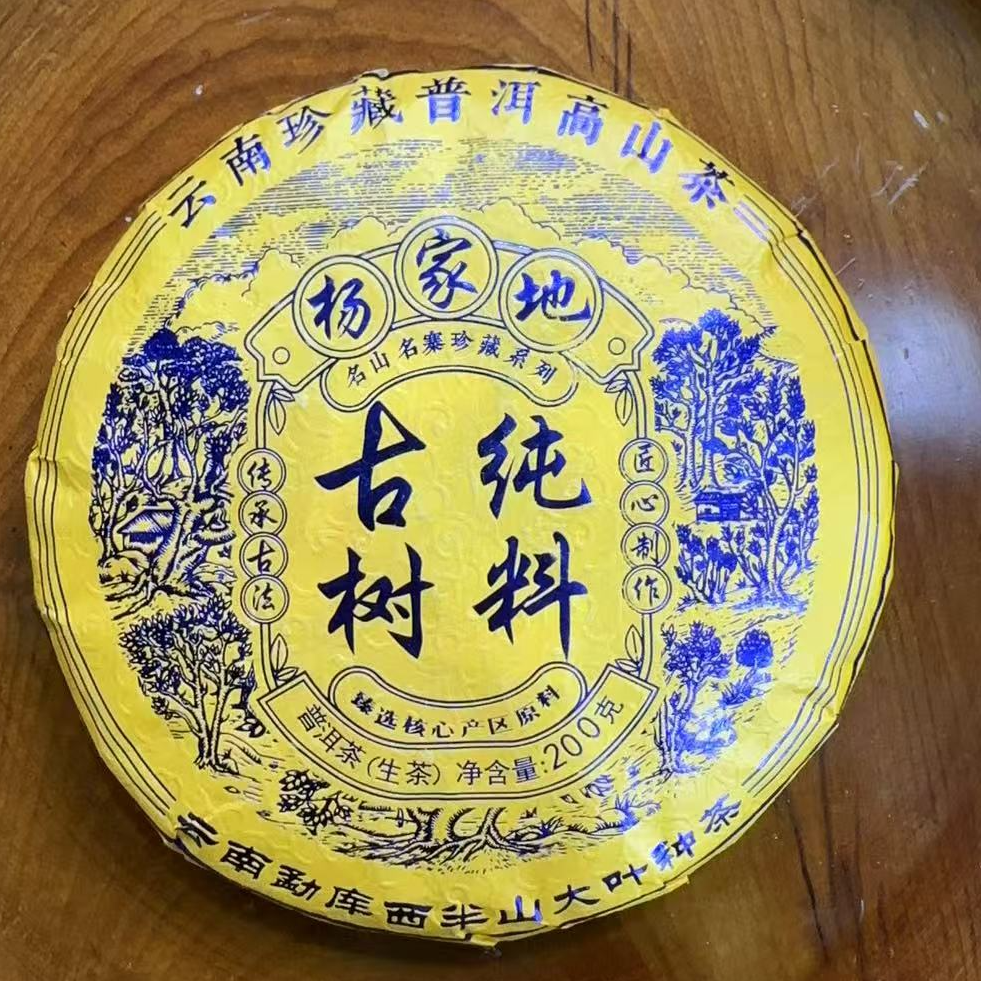 云南珍藏普洱高山茶
杨家地
名山名寨珍藏系列
纯料
古树
传承古法
匠心制作
臻选核心产区原料
普洱茶(生茶) 净含量:200克
云南勐库西半山大叶种茶